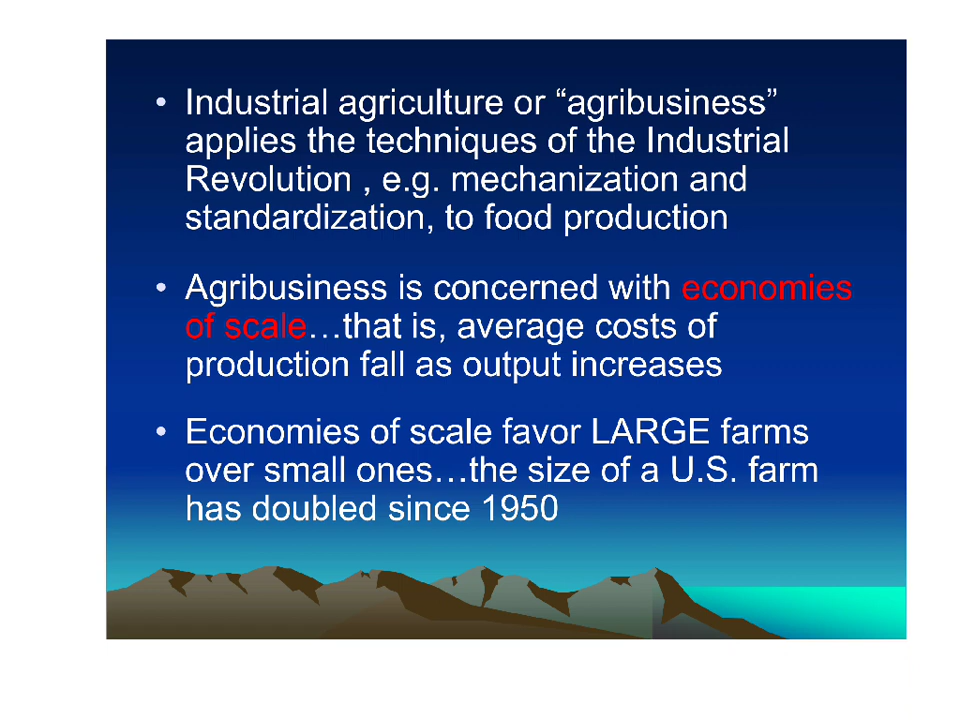 • Industrial agriculture or “agribusiness”
applies the techniques of the Industrial
Revolution , e.g. mechanization and
standardization, to food production
• Agribusiness is concerned with economies
of scale…that is, average costs of
production fall as output increases
• Economies of scale favor LARGE farms
over small ones…the size of a U.S. farm
has doubled since 1950